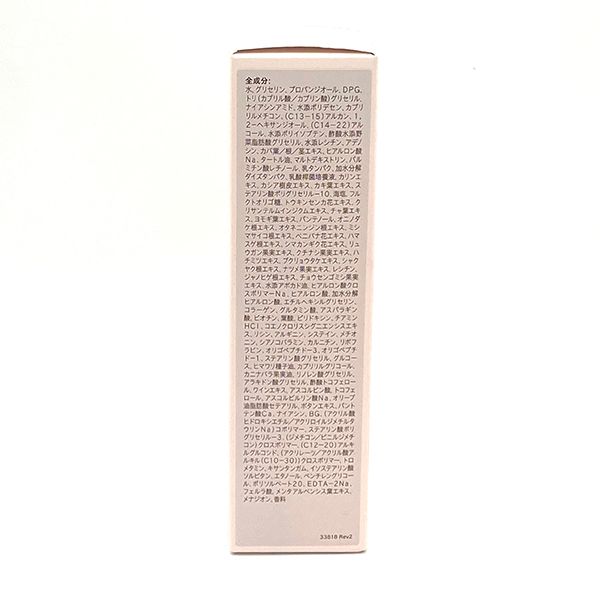 全成分:
水、グリセリン、プロパンジオール、DPG、
トリ(カプリル酸/カプリン酸)グリセリル、
ナイアシンアミド、水添ポリデセン、カプリ
リルメチコン、(C13-15)アルカン、1,
2-ヘキサンジオール、(C14-22)アル
コール、水添ポリイソブテン、酢酸水添野
菜脂肪酸グリセリル、水添レシチン、アデノ
シン、カバ葉/根/茎エキス、ヒアルロン酸
Na、タートル油、マルトデキストリン、パル
ミチン酸レチノール、乳タンパク、加水分解
ダイズタンパク、乳酸桿菌培養液、カリンエ
キス、カシア樹皮エキス、カキ葉エキス、ス
テアリン酸ポリグリセリル-10、海塩、フル
クトオリゴ糖、トウキンセンカ花エキス、ク
リサンテルムインジクムエキス、チャ葉エキ
ス、ヨモギ葉エキス、パンテノール、オニノダ
ケ根エキス、オタネニンジン根エキス、ミシ
マサイコ根エキス、ベニバナ花エキス、ハマ
スゲ根エキス、シマカンギク花エキス、リュ
ウガン果実エキス、クチナシ果実エキス、ハ
チミツエキス、ブクリョウタケエキス、シャク
ヤク根エキス、ナツメ果実エキス、レシチン、
ジャノヒゲ根エキス、チョウセンゴミシ果実
エキス、水添アボカド油、ヒアルロン酸クロ
スポリマーNa、ヒアルロン酸、加水分解
ヒアルロン酸、エチルヘキシルグリセリン、
コラーゲン、グルタミン酸、アスパラギン
酸、ビオチン、葉酸、ピリドキシン、チアミン
HCl、コエノクロリスシグニエンシスエキ
ス、リシン、アルギニン、システイン、メチオ
ニン、シアノコバラミン、カルニチン、リボフ
ラビン、オリゴペプチド-3、オリゴペプチ
ド-1、ステアリン酸グリセリル、グルコー
ス、ヒマワリ種子油、カプリリルグリコール、
カニナバラ果実油、リノレン酸グリセリル、
アラキドン酸グリセリル、酢酸トコフェロー
ル、ワインエキス、アスコルビン酸、トコフェ
ロール、アスコルビルリン酸Na、オリーブ
油脂肪酸セテアリル、ボタンエキス、パント
テン酸Ca、ナイアシン、BG、(アクリル酸
ヒドロキシエチル/アクリロイルジメチルタ
ウリンNa)コポリマー、ステアリン酸ポリ
グリセリル-3、(ジメチコン/ビニルジメチ
コン)クロスポリマー、(C12-20)アルキ
ルグルコシド、(アクリレーツ/アクリル酸ア
ルキル(C10-30))クロスポリマー、トロ
メタミン、キサンタンガム、イソステアリン酸
ソルビタン、エタノール、ペンチレングリコー
ル、ポリソルベート20、EDTA-2Na、
フェルラ酸、メンタアルベンシス葉エキス、
メナジオン、香料
33818 Rev2